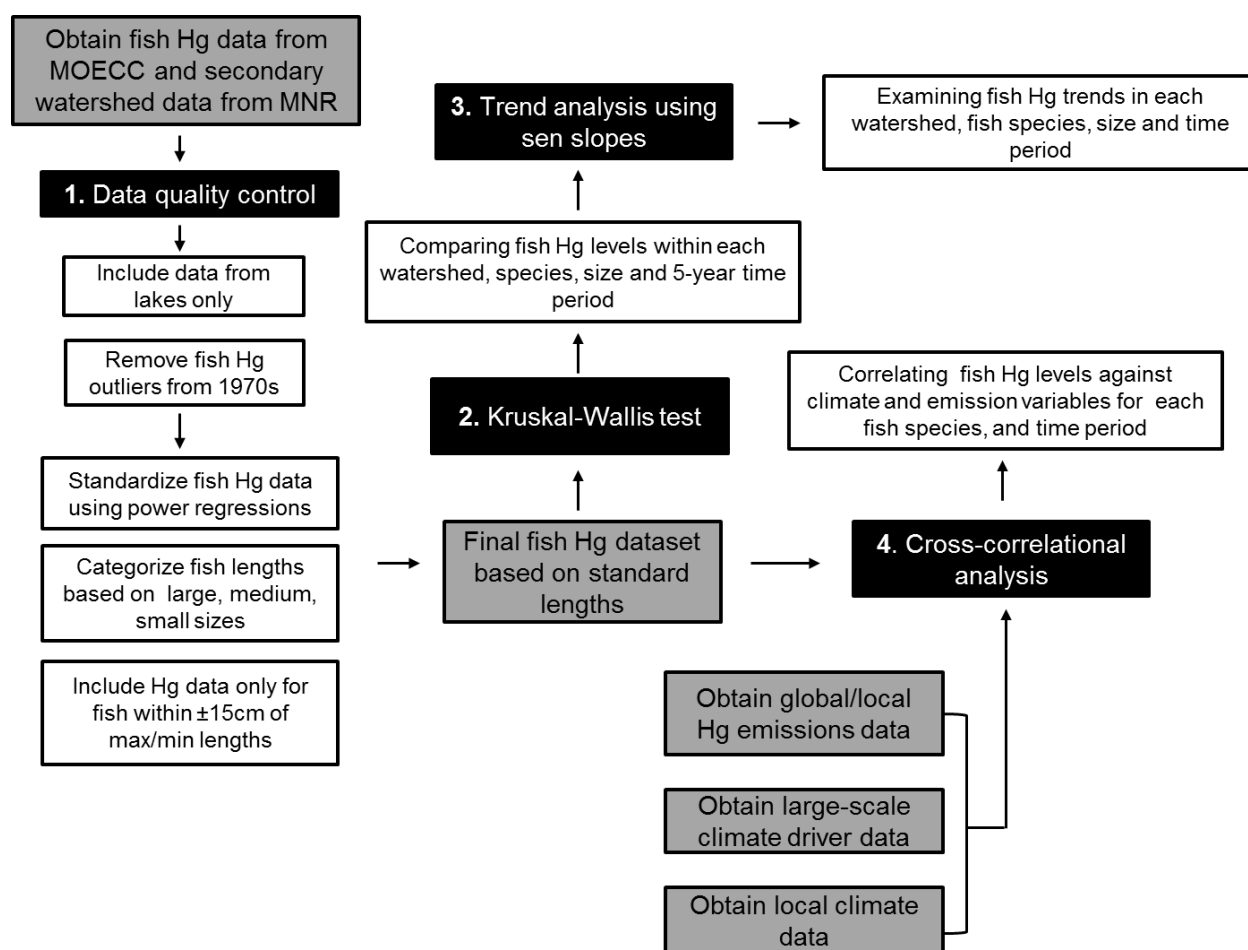 Obtain fish Hg data from
MOECC and secondary
watershed data from MNR
1. Data quality control
Include data from
lakes only
Remove fish Hg
outliers from 1970s
Standardize fish Hg data
using power regressions
Categorize fish lengths
based on large, medium,
small sizes
Include Hg data only for
fish within ±15cm of
max/min lengths
Final fish Hg dataset
based on standard
lengths
2. Kruskal-Wallis test
Comparing fish Hg levels within each
watershed, species, size and 5-year time
period
3. Trend analysis using
sen slopes
Examining fish Hg trends in each
watershed, fish species, size and time
period
Correlating fish Hg levels against
climate and emission variables for each
fish species, and time period
4. Cross-correlational
analysis
Obtain global/local
Hg emissions data
Obtain large-scale
climate driver data
Obtain local climate
data